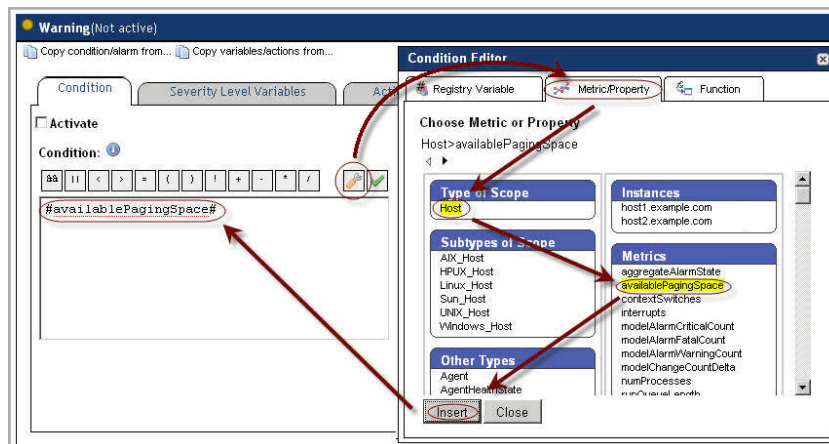 Warning(Not active)
Copy condition/alarm from... Copy variables/actions from...
Condition
Severity Level Variables
Acti
Activate
Condition:
&& || < > = ( ) ! + - * /
#availablePagingSpace#
Condition Editor
Registry Variable
Metric/Property
Function
Choose Metric or Property
Host>availablePagingSpace
Type of Scope
Host
Subtypes of Scope
AIX_Host
HPUX_Host
Linux_Host
Sun_Host
UNIX_Host
Windows_Host
Other Types
Agent
AgentHealthState
Instances
host1.example.com
host2.example.com
Metrics
aggregateAlarmState
availablePagingSpace
contextSwitches
interrupts
modelAlarmCriticalCount
modelAlarmFatalCount
modelAlarmWarningCount
modelChangeCountDelta
numProcesses
runQueueLength
Insert
Close